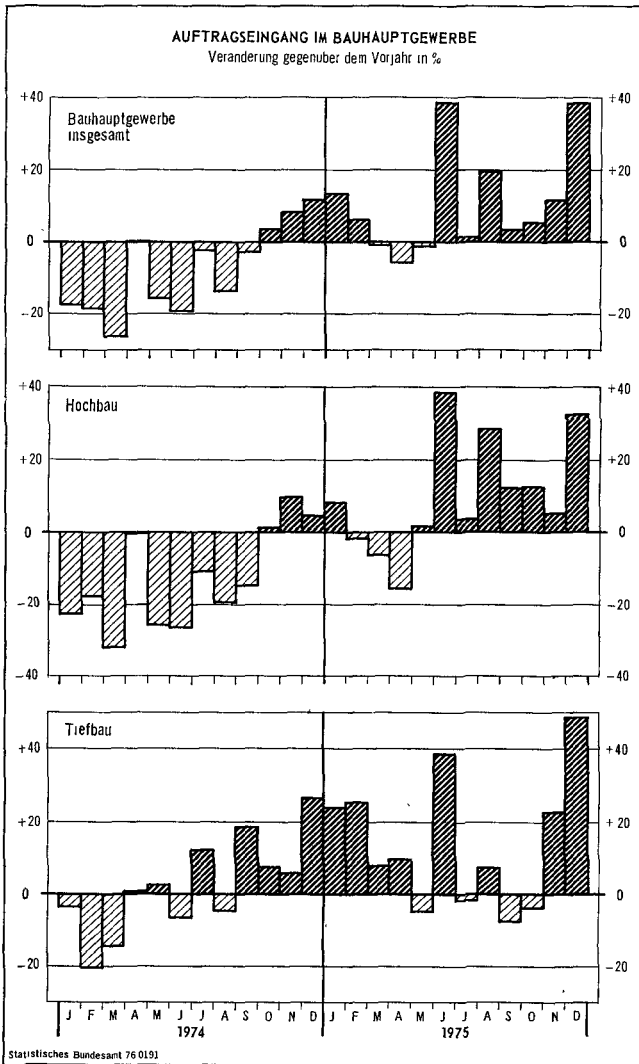 AUFTRAGSEINGANG IM BAUHAUPTGEWERBE
Veranderung gegenuber dem Vorjahr in %
+40 +40
Bauhauptgewerbe
insgesamt
+20 +20
0 0
-20 -20
+40 +40
Hochbau
+20 +20
0 0
-20 -20
-40 -40
Tiefbau
+40 +40
+20 +20
0 0
-20 -20
J F M A M J J A S O N D J F M A M J J A S O N D
1974 1975
Statistisches Bundesamt 76 0191